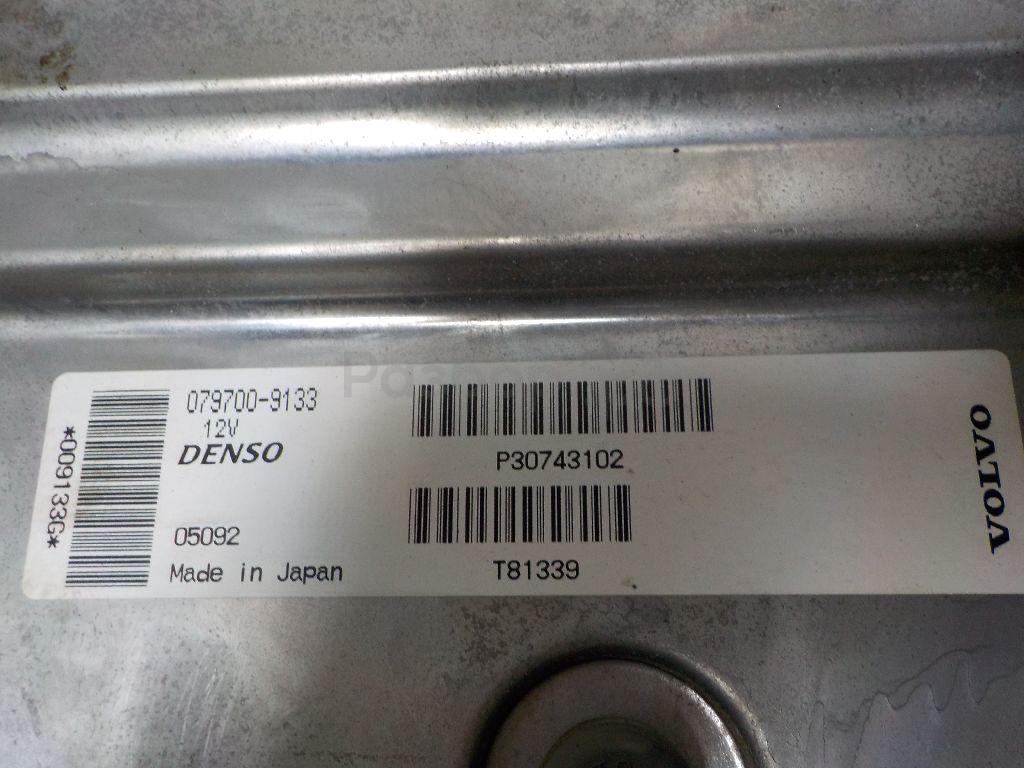 *009133G*
079700-9133
12V
DENSO
05092
Made in Japan
P30743102
T81339
VOLVO